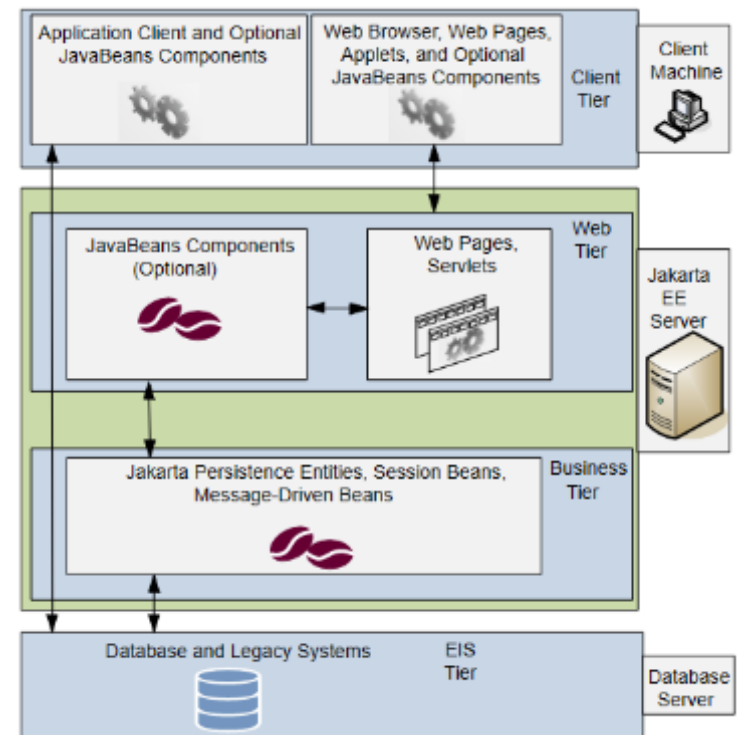 Application Client and Optional
JavaBeans Components
Web Browser, Web Pages,
Applets, and Optional
JavaBeans Components
Client
Tier
Client
Machine
JavaBeans Components
(Optional)
Web Pages,
Servlets
Web
Tier
Jakarta
EE
Server
Jakarta Persistence Entities, Session Beans,
Message-Driven Beans
Business
Tier
Database and Legacy Systems
EIS
Tier
Database
Server